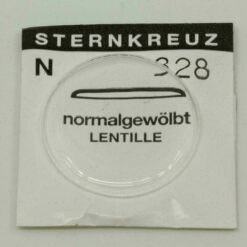 STERNKREUZ
N 328
normalgewölbt
LENTILLE